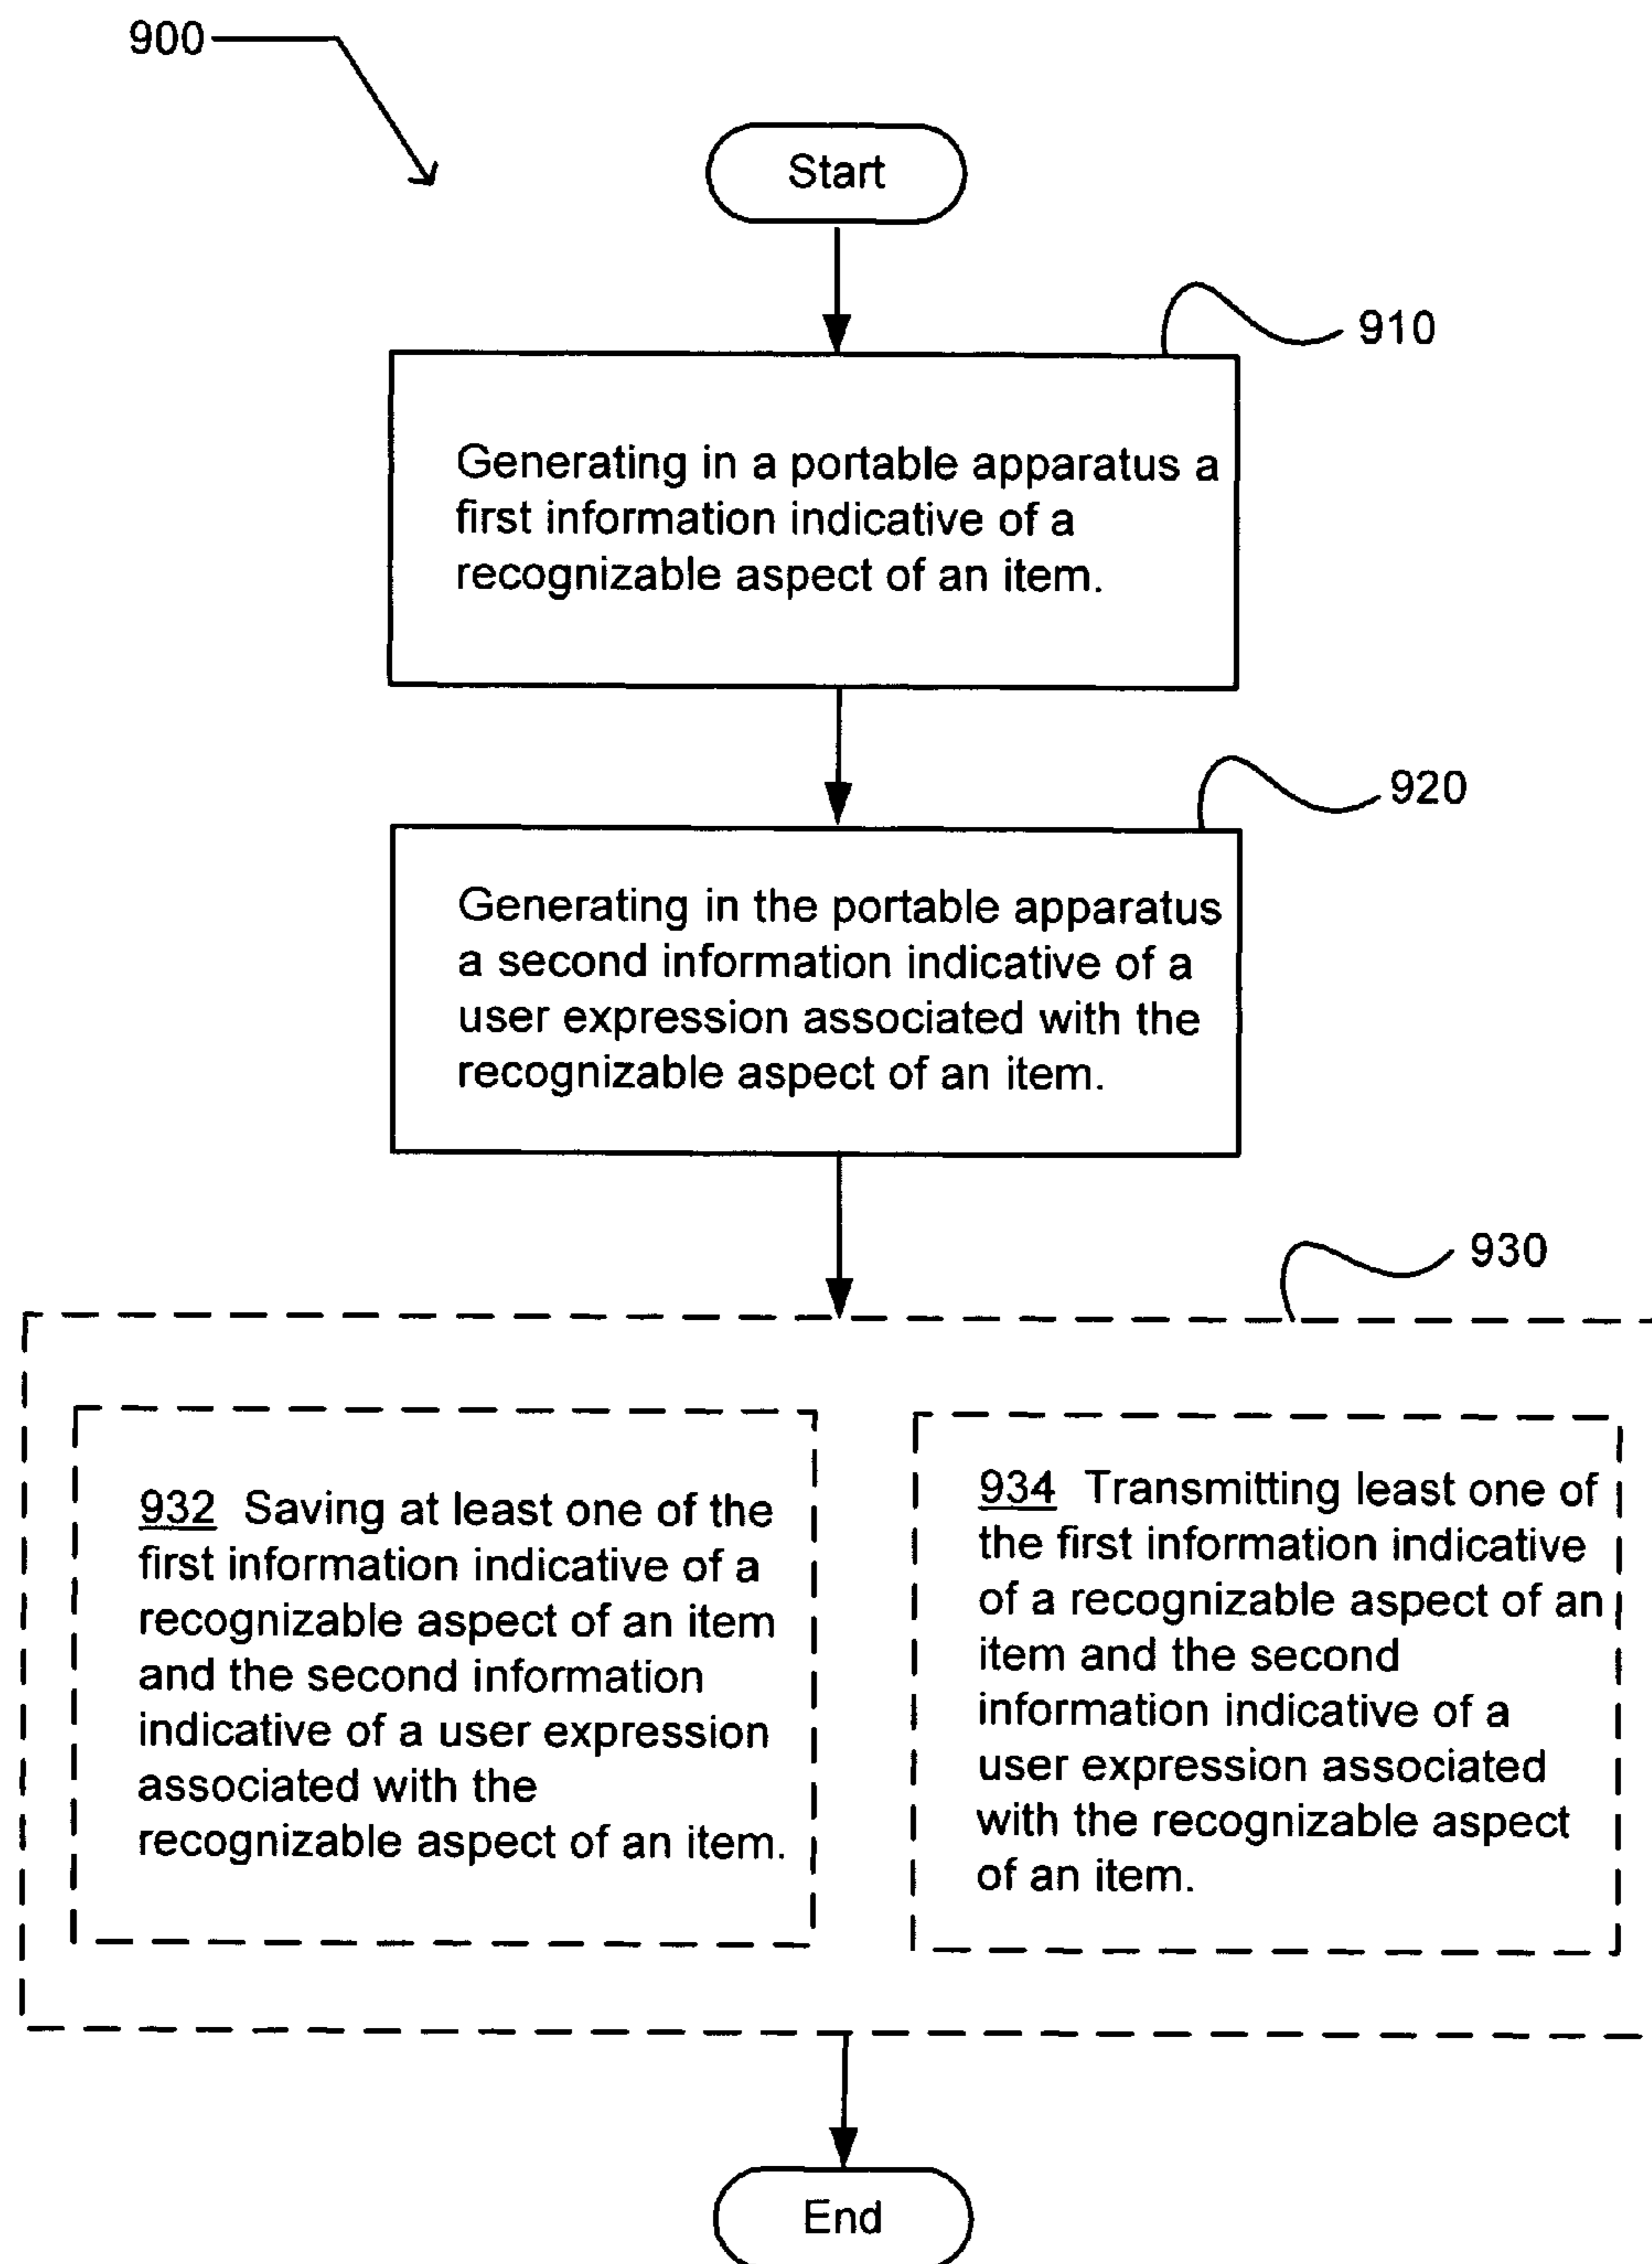 900
Start
910
Generating in a portable apparatus a
first information indicative of a
recognizable aspect of an item.
920
Generating in the portable apparatus
a second information indicative of a
user expression associated with the
recognizable aspect of an item.
930
932 Saving at least one of the
first information indicative of a
recognizable aspect of an item
and the second information
indicative of a user expression
associated with the
recognizable aspect of an item.
934 Transmitting least one of
the first information indicative
of a recognizable aspect of an
item and the second
information indicative of a
user expression associated
with the recognizable aspect
of an item.
End